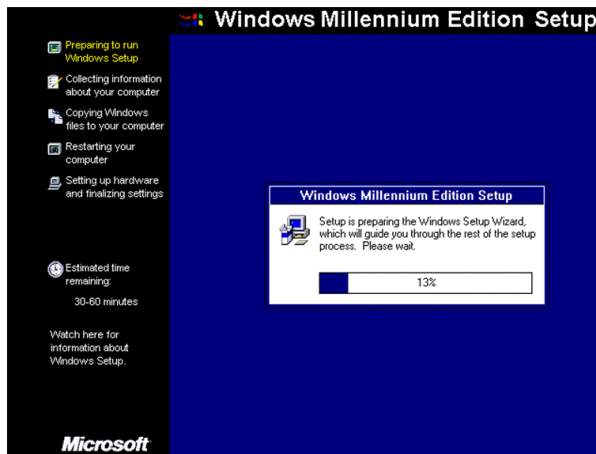 Windows Millennium Edition Setup
Preparing to run
Windows Setup
Collecting information
about your computer
Copying Windows
files to your computer
Restarting your
computer
Setting up hardware
and finalizing settings
Estimated time
remaining:
30-60 minutes
Watch here for
information about
Windows Setup.
Microsoft
Windows Millennium Edition Setup
Setup is preparing the Windows Setup Wizard,
which will guide you through the rest of the setup
process. Please wait.
13%